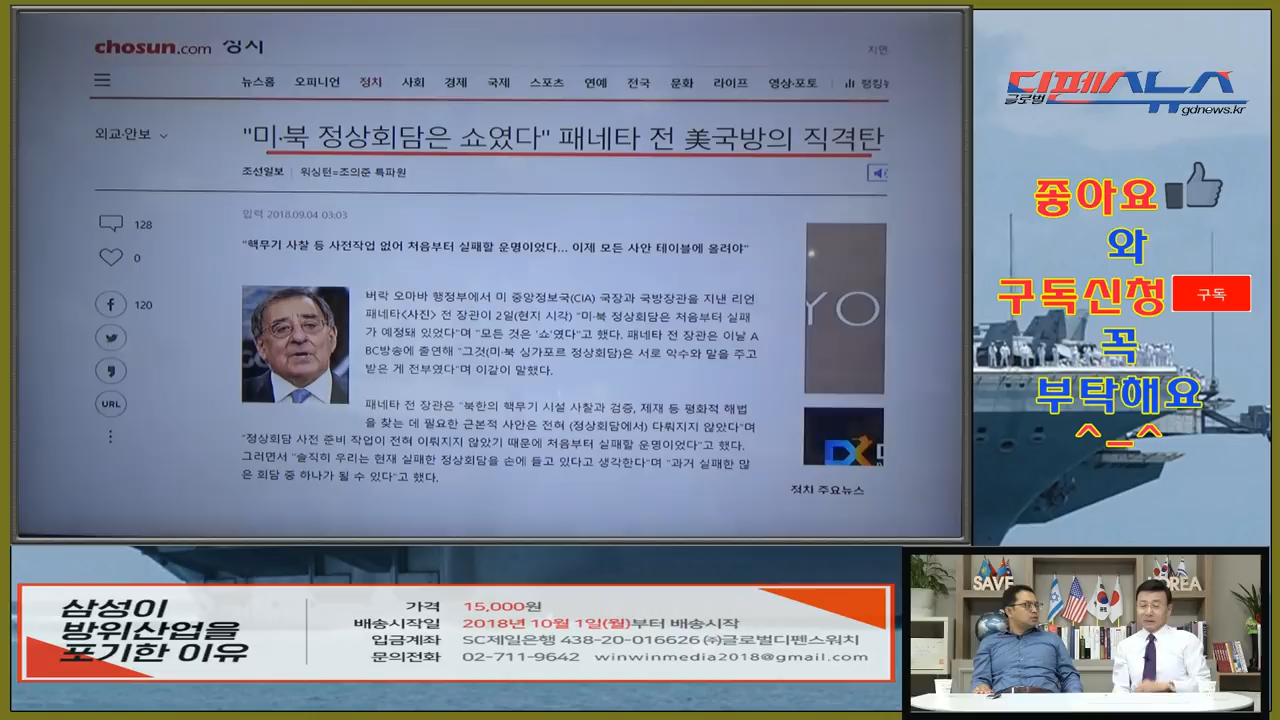 chosun.com 정치
뉴스홈 오피니언 정치 사회 경제 국제 스포츠 연예 전국 문화 라이프 영상·포토 랭킹뉴
외교·안보
"미·북 정상회담은 쇼였다" 패네타 전 美국방의 직격탄
조선일보 워싱턴=조의준 특파원
입력 2018.09.04 03:03
128
0
120
URL
"핵무기 사찰 등 사전작업 없어 처음부터 실패할 운명이었다... 이제 모든 사안 테이블에 올려야"
버락 오바마 행정부에서 미 중앙정보국(CIA) 국장과 국방장관을 지낸 리언
패네타<사진> 전 장관이 2일(현지 시각) "미·북 정상회담은 처음부터 실패
가 예정돼 있었다"며 "모든 것은 '쇼'였다"고 했다. 패네타 전 장관은 이날 A
BC방송에 출연해 "그것(미·북 싱가포르 정상회담)은 서로 악수와 말을 주고
받은 게 전부였다"며 이같이 말했다.
패네타 전 장관은 "북한의 핵무기 시설 사찰과 검증, 제재 등 평화적 해법
을 찾는 데 필요한 근본적 사안은 전혀 (정상회담에서) 다뤄지지 않았다"며
"정상회담 사전 준비 작업이 전혀 이뤄지지 않았기 때문에 처음부터 실패할 운명이었다"고 했다.
그러면서 "솔직히 우리는 현재 실패한 정상회담을 손에 들고 있다고 생각한다"며 "과거 실패한 많
은 회담 중 하나가 될 수 있다"고 했다.
YO
DX
정치 주요뉴스
글로벌 디펜스뉴스
gdnews.kr
좋아요
와
구독신청 구독
꼭
부탁해요
^_^
삼성이
방위산업을
포기한 이유
가격 15,000원
배송시작일 2018년 10월 1일(월)부터 배송시작
입금계좌 SC제일은행 438-20-016626 ㈜글로벌디펜스워치
문의전화 02-711-9642 winwinmedia2018@gmail.com
SAVE KOREA